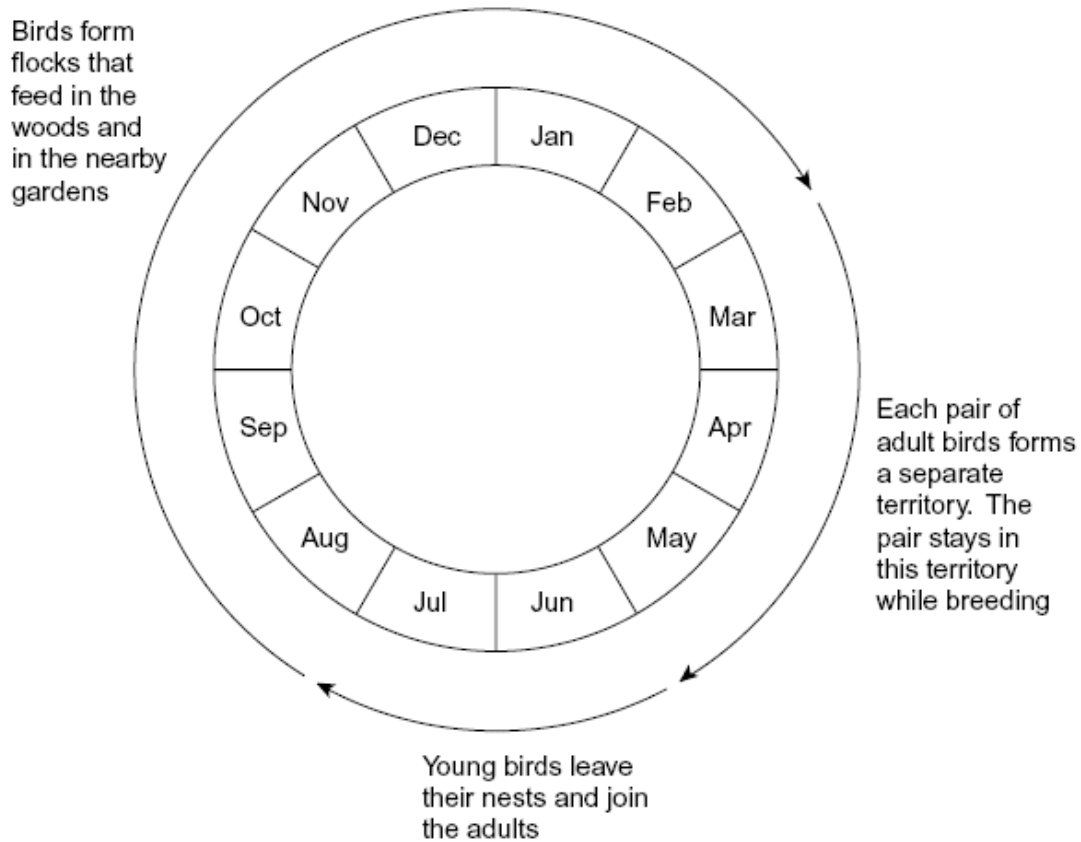 Birds form
flocks that
feed in the
woods and
in the nearby
gardens
Dec
Jan
Nov
Feb
Oct
Mar
Sep
Apr
Aug
May
Jul
Jun
Each pair of
adult birds forms
a separate
territory. The
pair stays in
this territory
while breeding
Young birds leave
their nests and join
the adults